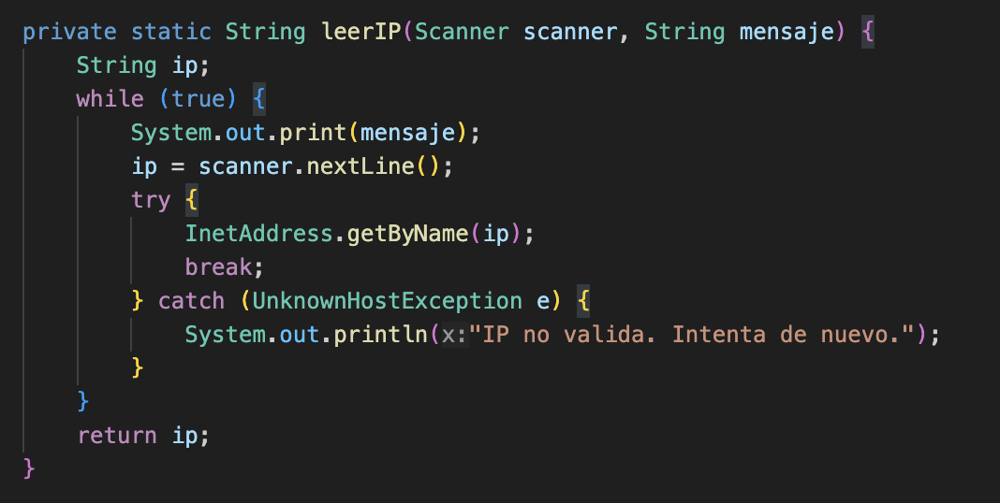 private static String leerIP(Scanner scanner, String mensaje) {
    String ip;
    while (true) {
        System.out.print(mensaje);
        ip = scanner.nextLine();
        try {
            InetAddress.getByName(ip);
            break;
        } catch (UnknownHostException e) {
            System.out.println(x:"IP no valida. Intenta de nuevo.");
        }
    }
    return ip;
}